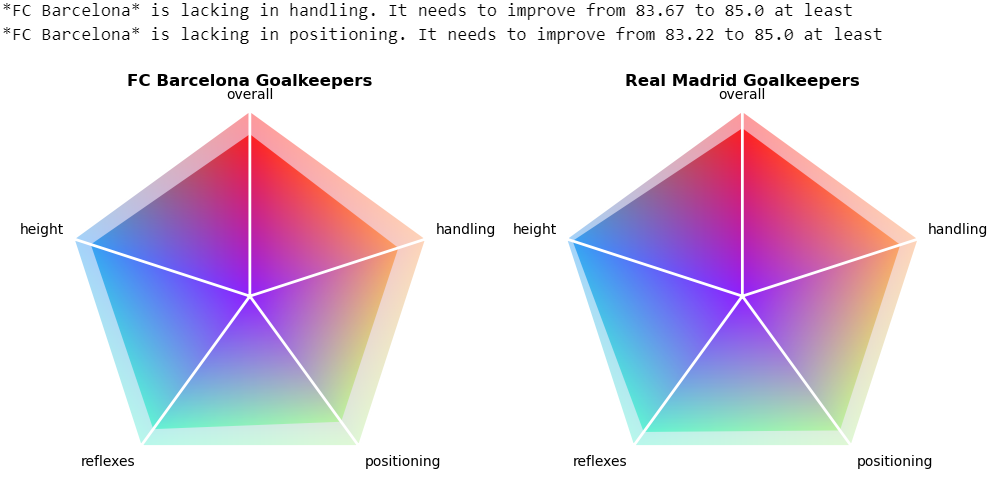 *FC Barcelona* is lacking in handling. It needs to improve from 83.67 to 85.0 at least
*FC Barcelona* is lacking in positioning. It needs to improve from 83.22 to 85.0 at least
FC Barcelona Goalkeepers
overall
height
handling
reflexes
positioning
Real Madrid Goalkeepers
overall
height
handling
reflexes
positioning